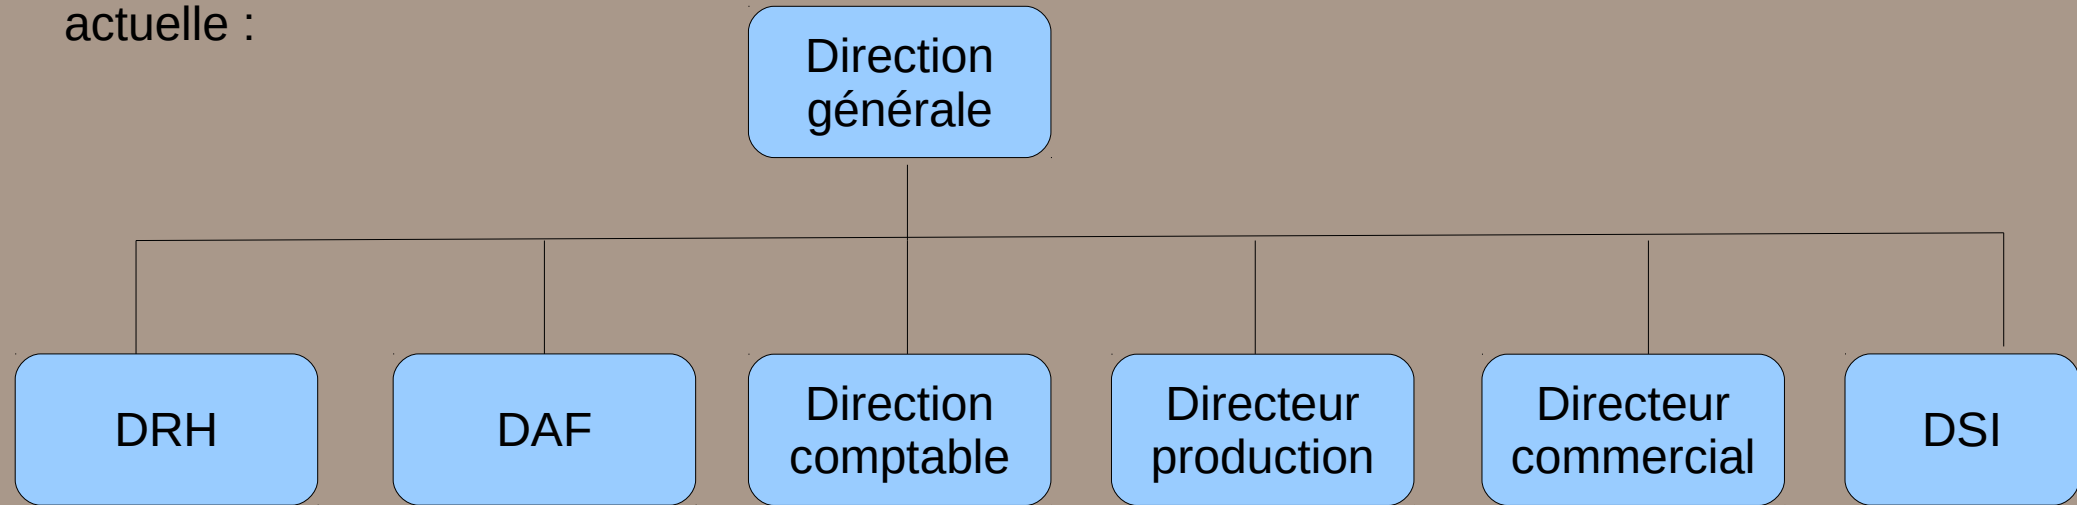 actuelle :
Direction
générale
DRH
DAF
Direction
comptable
Directeur
production
Directeur
commercial
DSI